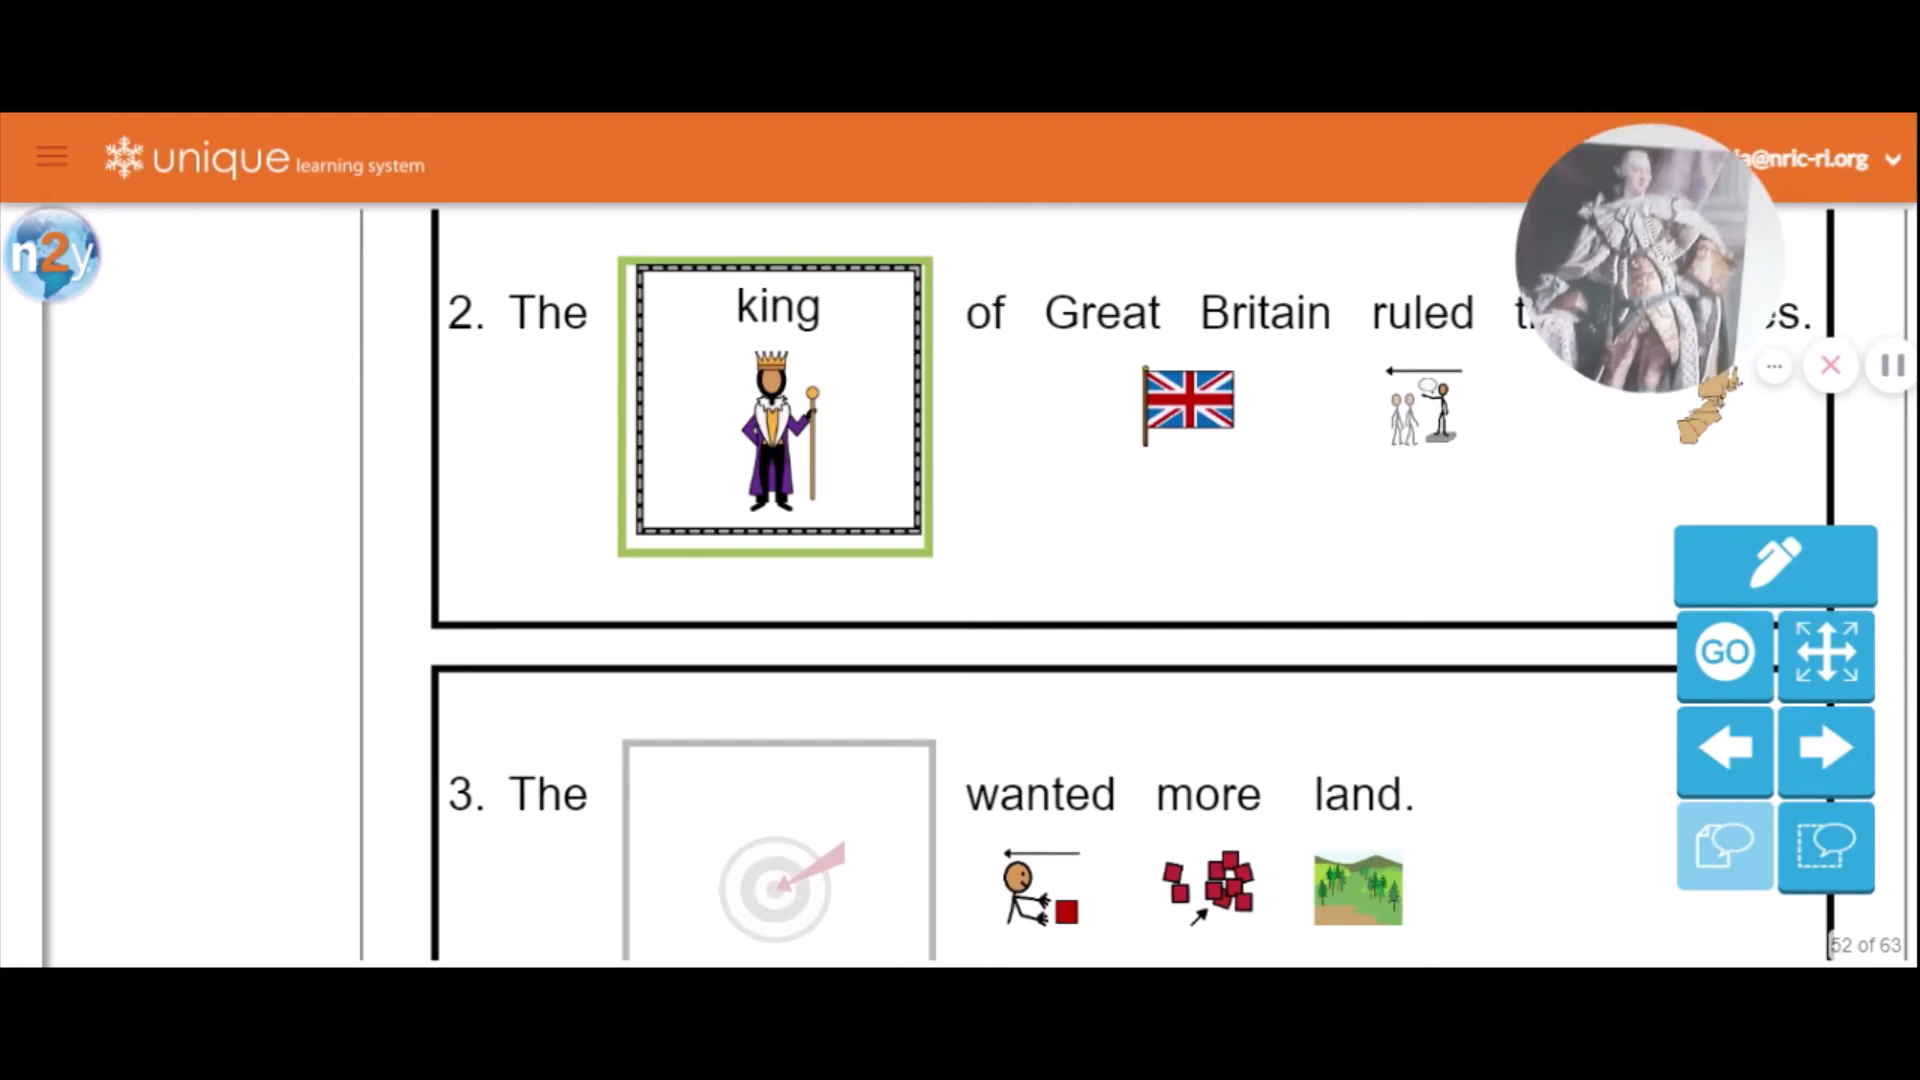 unique learning system
a@nric-ri.org
n2y
king
2. The of Great Britain ruled
3. The wanted more land.
GO
52 of 63